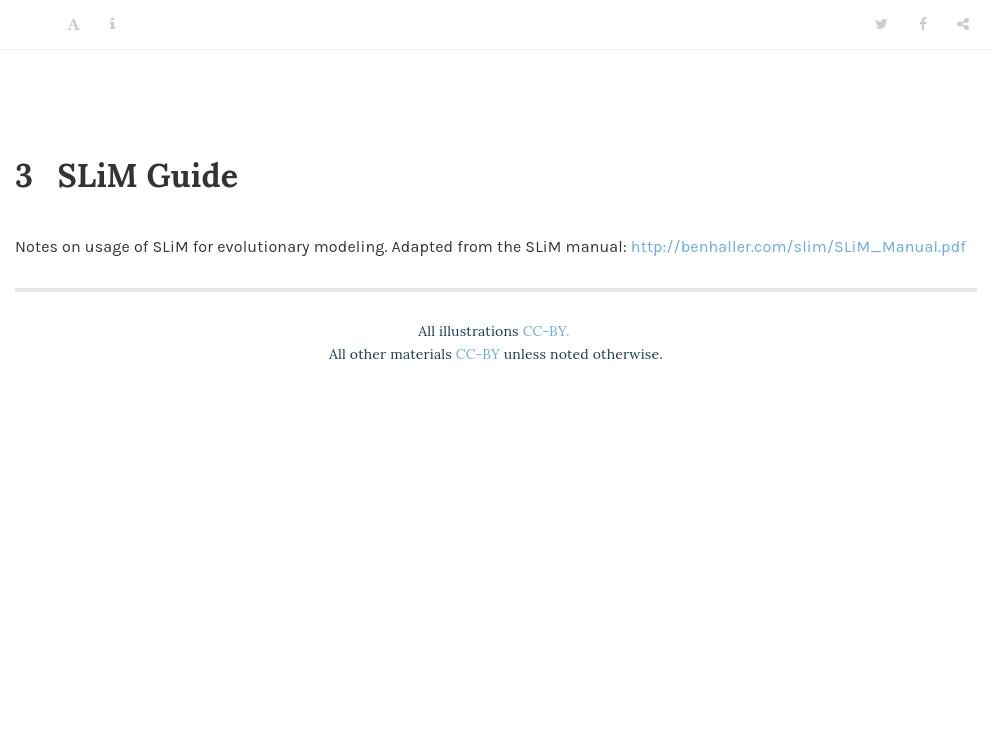 3 SLiM Guide
Notes on usage of SLiM for evolutionary modeling. Adapted from the SLiM manual: http://benhaller.com/slim/SLiM_Manual.pdf
All illustrations CC-BY.
All other materials CC-BY unless noted otherwise.